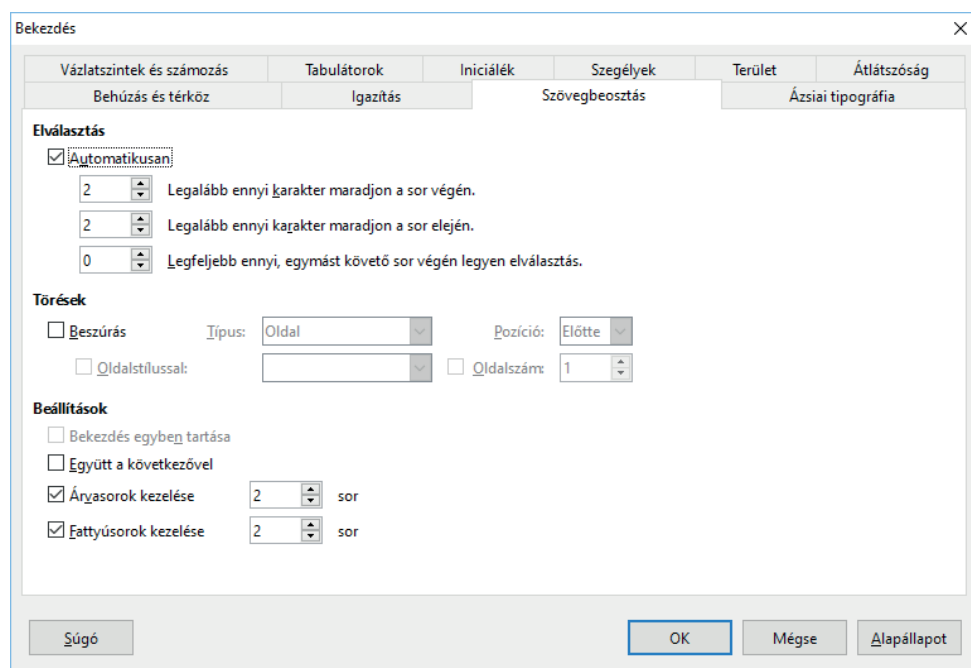 Bekezdés
Vázlatszintek és számozás Tabulátorok Iniciálék Szegélyek Terület Átlátszóság
Behúzás és térköz Igazítás Szövegbeosztás Ázsiai tipográfia
Elválasztás
Automatikusan
2 Legalább ennyi karakter maradjon a sor végén.
2 Legalább ennyi karakter maradjon a sor elején.
0 Legfeljebb ennyi, egymást követő sor végén legyen elválasztás.
Törések
Beszúrás Típus: Oldal Pozíció: Előtte
Oldalstílussal: Oldalszám: 1
Beállítások
Bekezdés egyben tartása
Együtt a következővel
Árvasorok kezelése 2 sor
Fattyúsorok kezelése 2 sor
Súgó OK Mégse Alapállapot